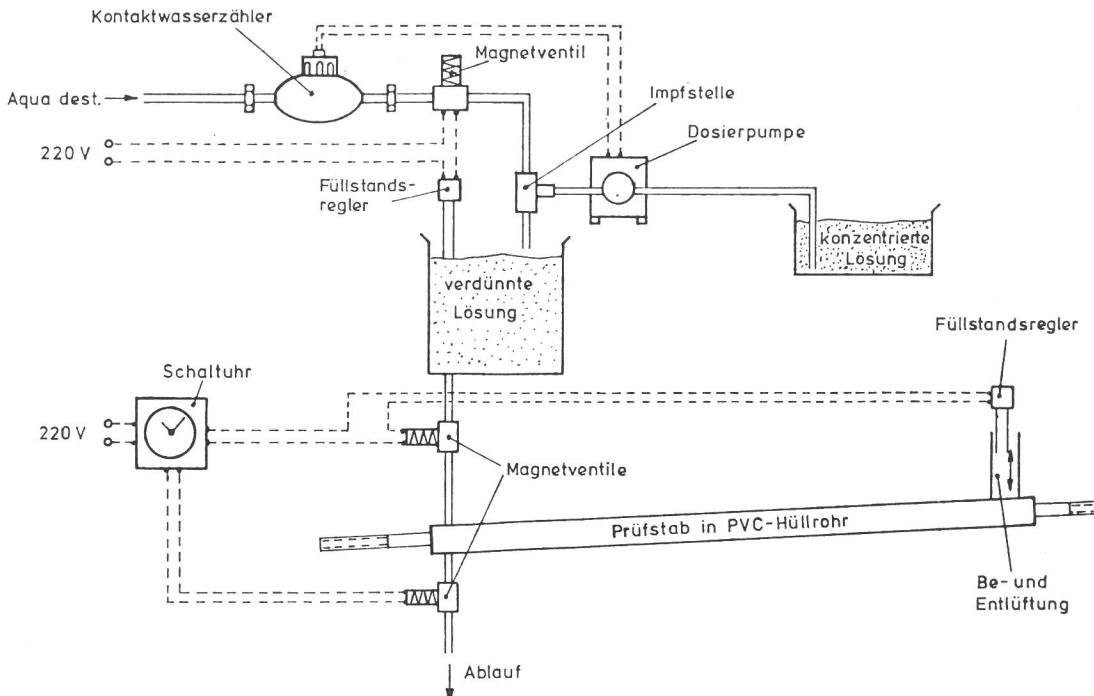 Kontaktwasserzähler
Magnetventil
Aqua dest.
Impfstelle
Dosierpumpe
220 V
Füllstands-
regler
konzentrierte
Lösung
verdünnte
Lösung
Füllstandsregler
Schaltuhr
220 V
Magnetventile
Prüfstab in PVC-Hüllrohr
Be- und
Entlüftung
Ablauf